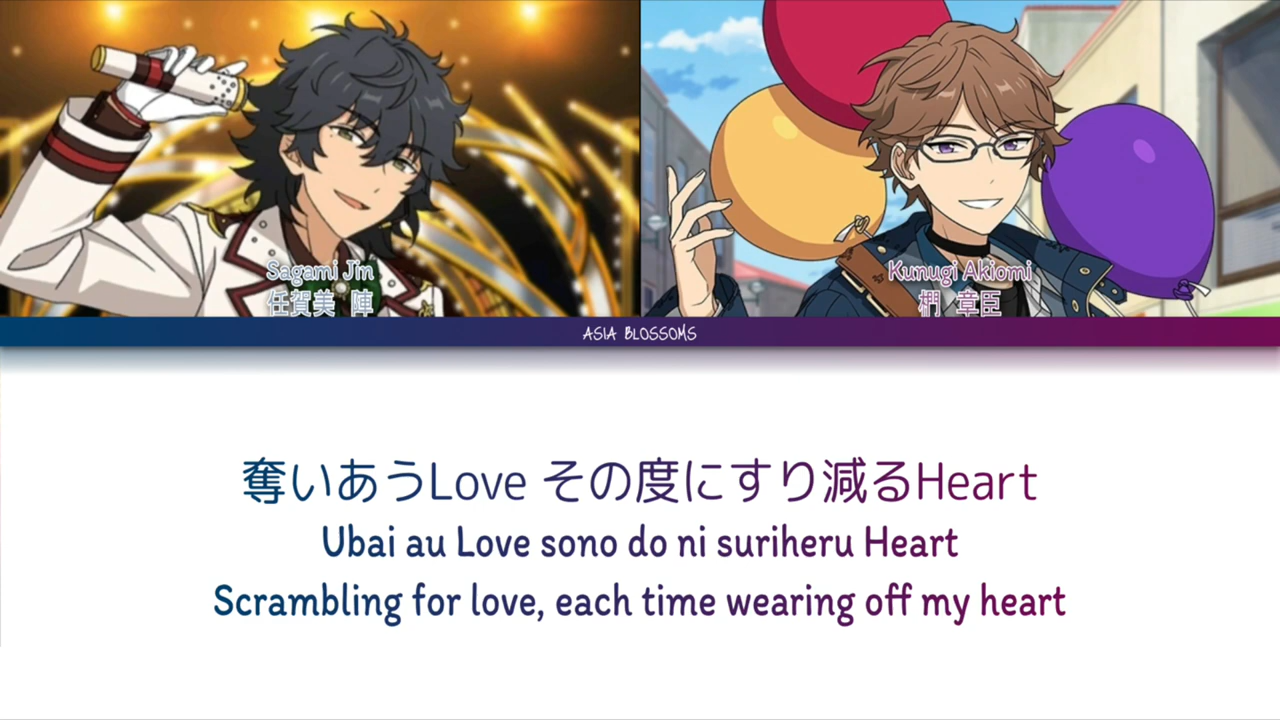 Sagami Jin
任賀美 陣
Kunugi Akiomi
椚 章臣
ASIA BLOSSOMS
奪いあうLove その度にすり減るHeart
Ubai au Love sono do ni suriheru Heart
Scrambling for love, each time wearing off my heart